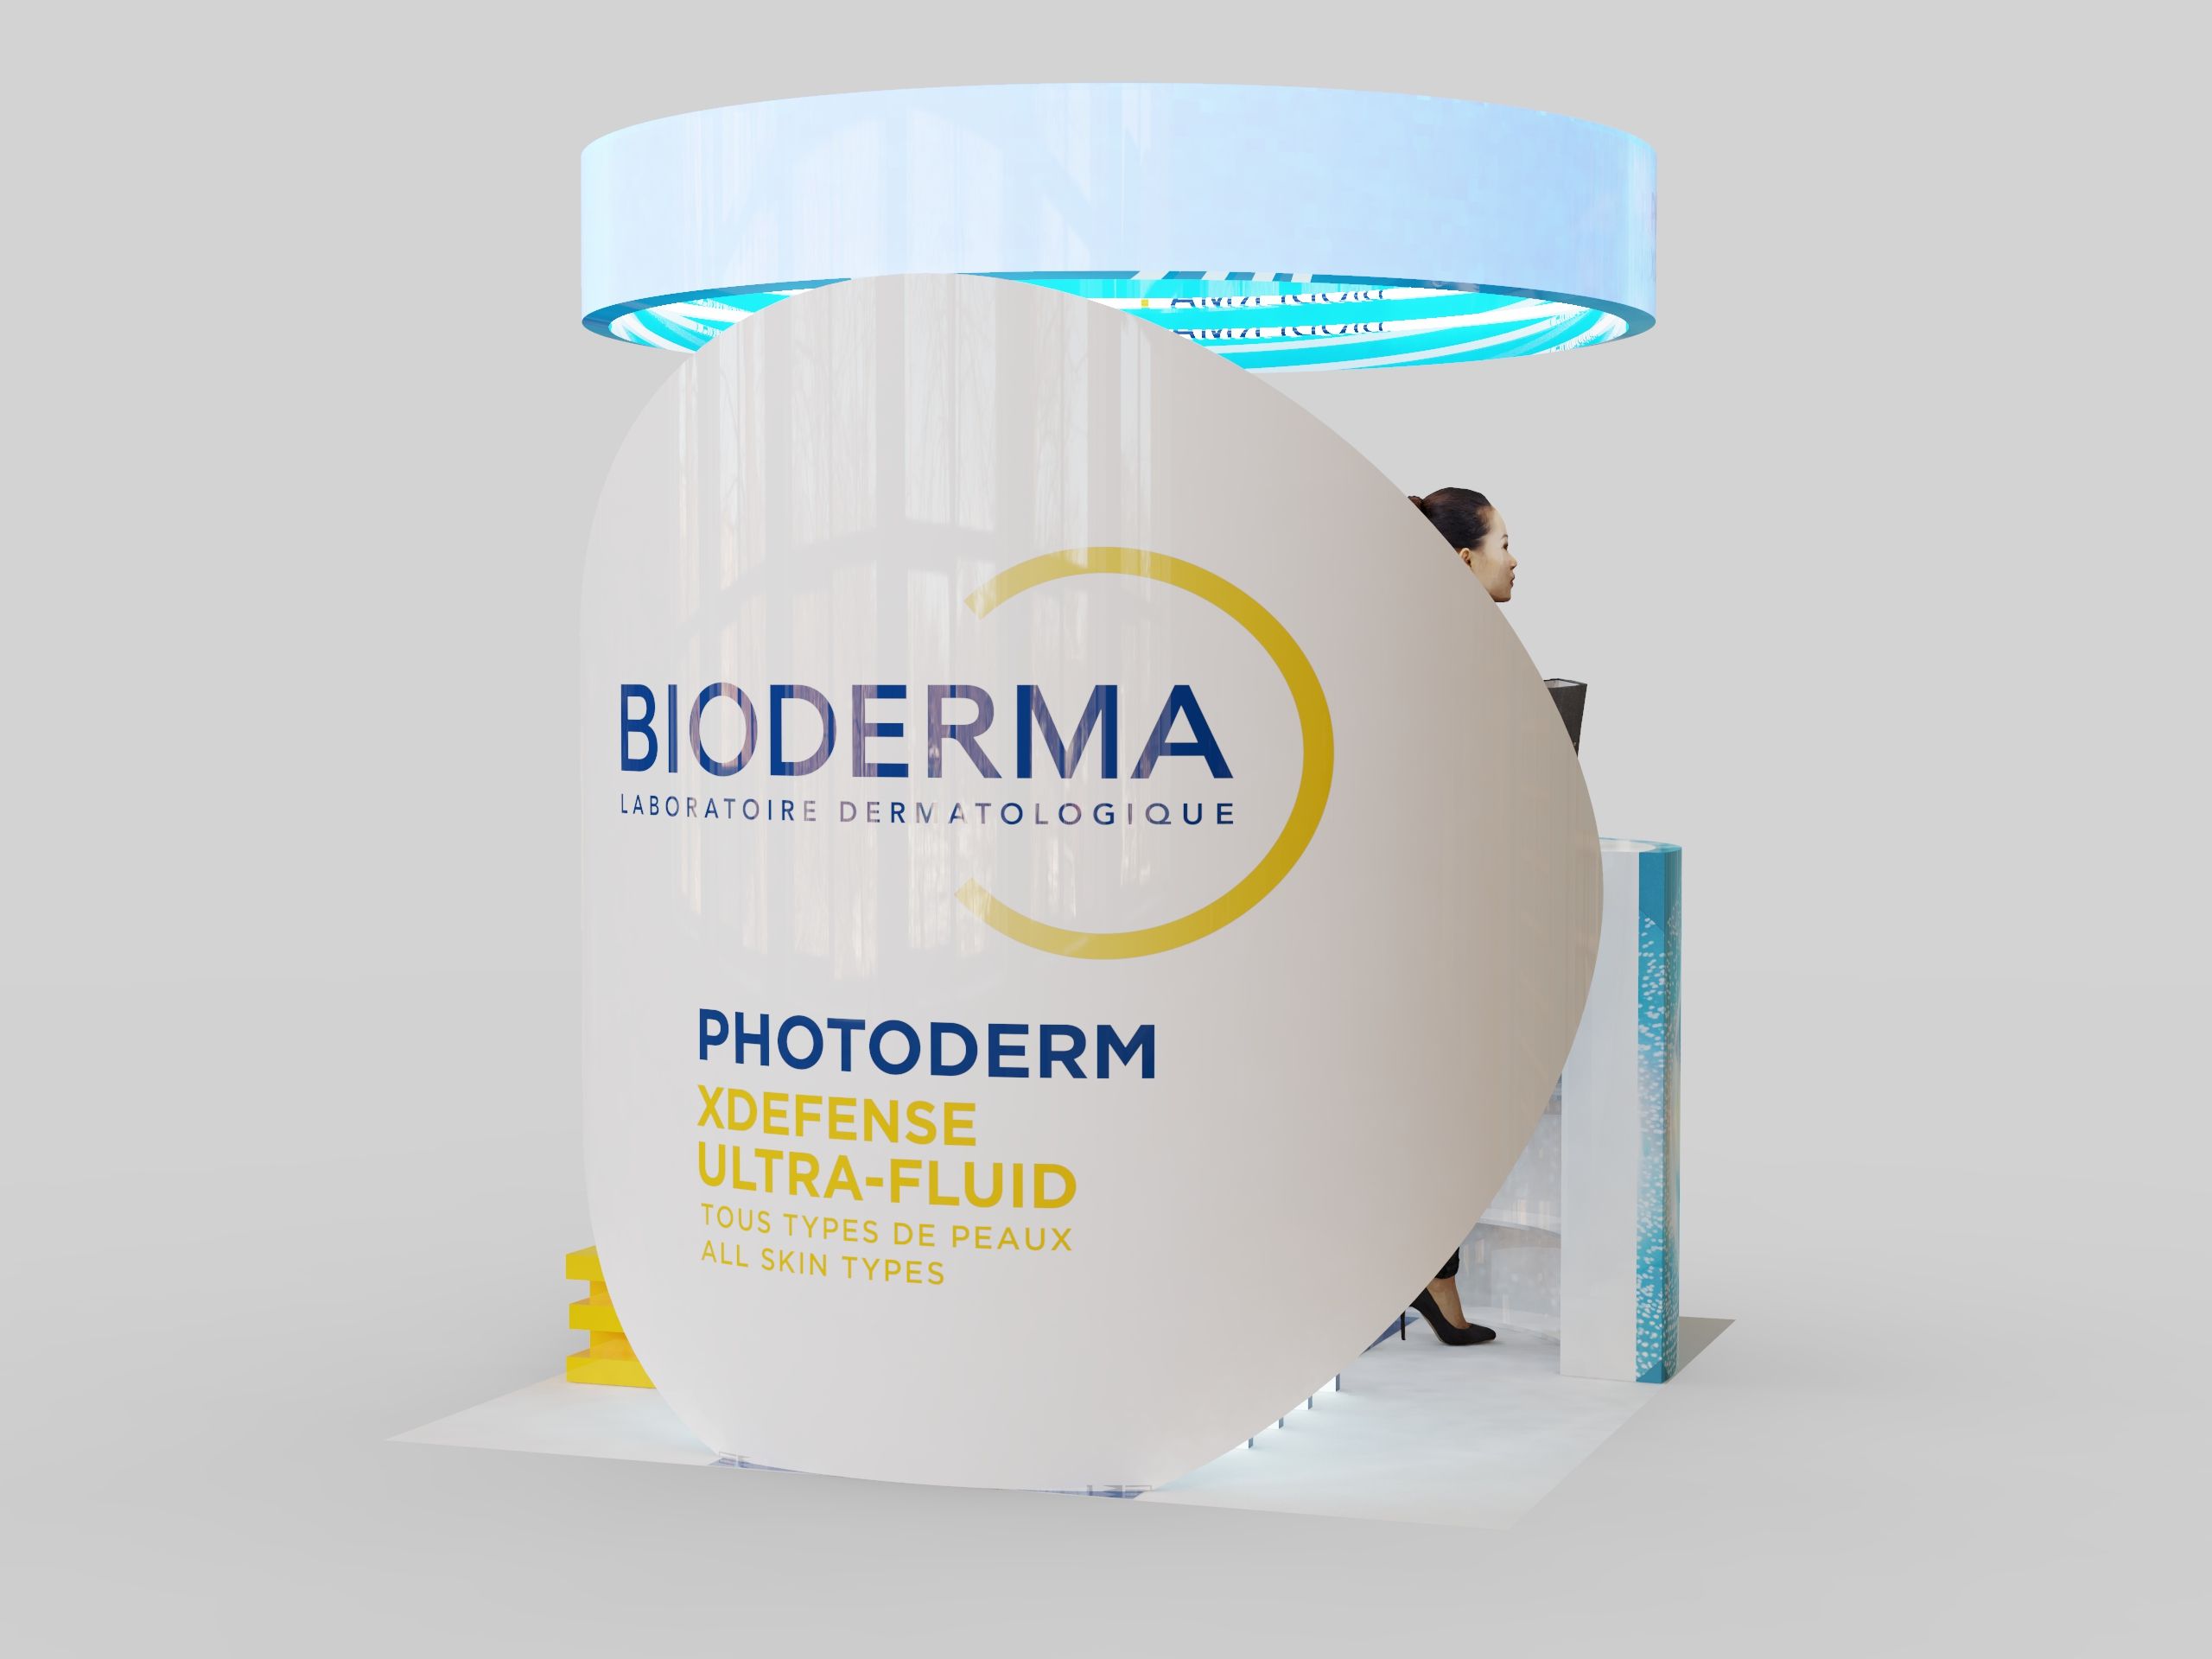 BIODERMA
LABORATOIRE DERMATOLOGIQUE
PHOTODERM
XDEFENSE
ULTRA-FLUID
TOUS TYPES DE PEAUX
ALL SKIN TYPES